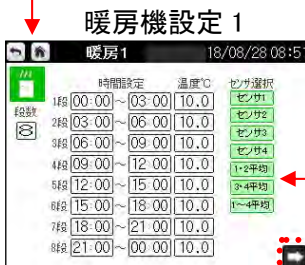 暖房機設定 1
暖房1 18/08/28 08:51
時間設定 温度℃ センサ選択
段数
8
1段 00:00 ~ 03:00 10.0 センサ1
2段 03:00 ~ 06:00 10.0 センサ2
3段 06:00 ~ 09:00 10.0 センサ3
4段 09:00 ~ 12:00 10.0 センサ4
5段 12:00 ~ 15:00 10.0 1・2平均
6段 15:00 ~ 18:00 10.0 3・4平均
7段 18:00 ~ 21:00 10.0 1~4平均
8段 21:00 ~ 00:00 10.0